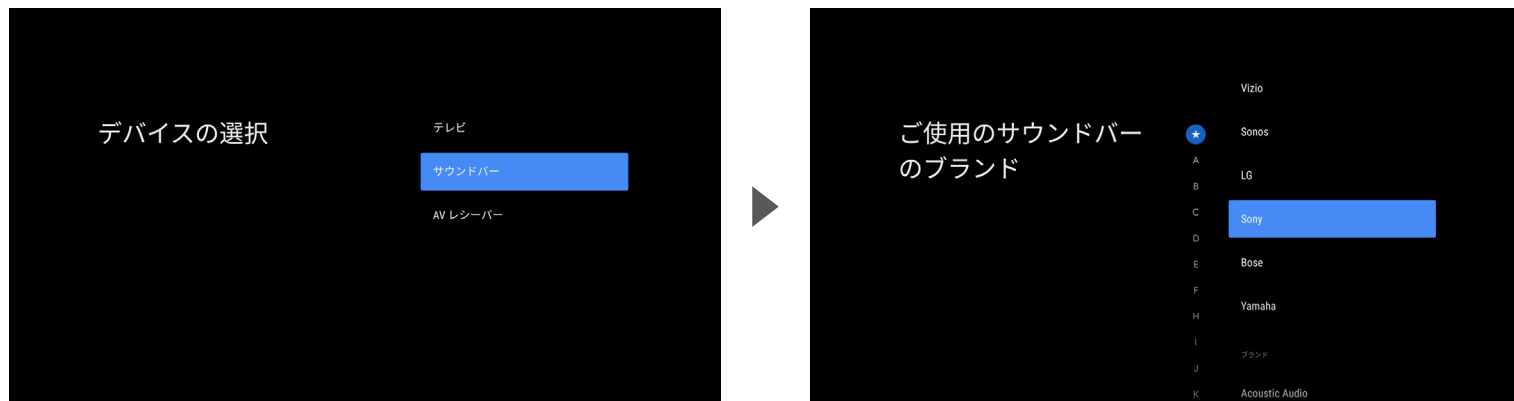 デバイスの選択
テレビ
サウンドバー
AV レシーバー
ご使用のサウンドバー
のブランド
★
A
B
C
D
E
F
H
I
J
K
Vizio
Sonos
LG
Sony
Bose
Yamaha
ブランド
Acoustic Audio